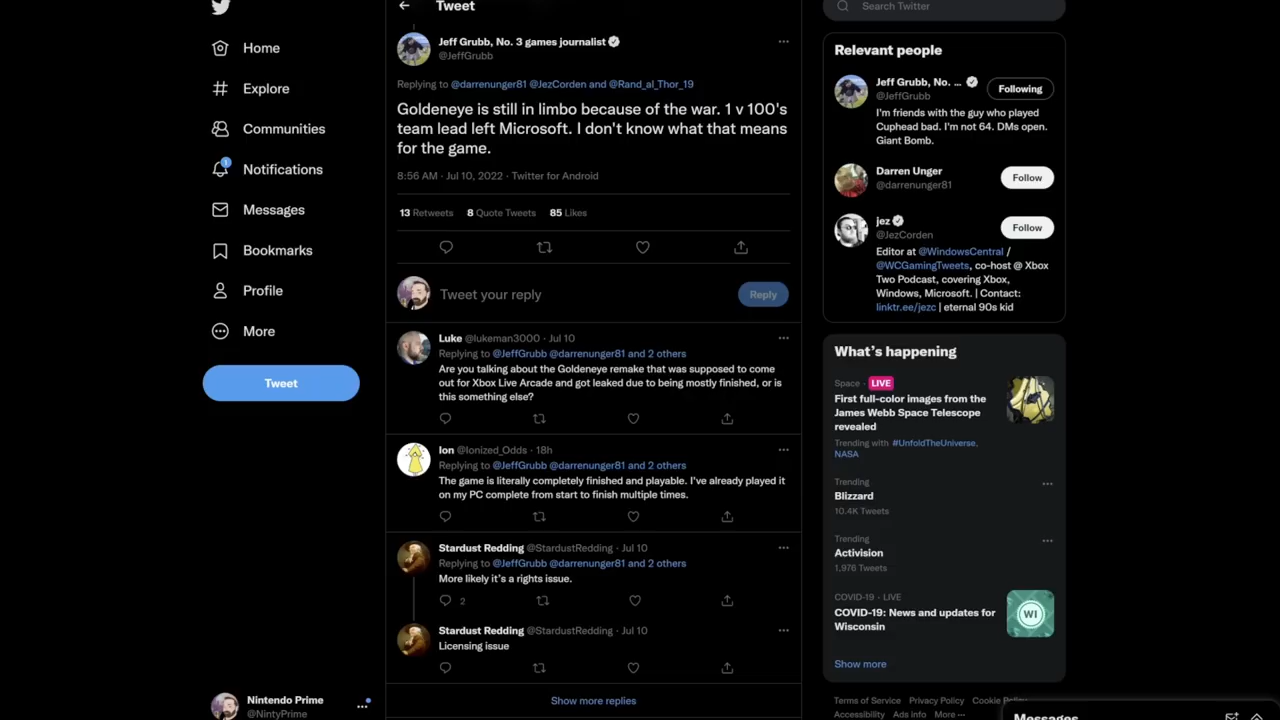 Home
Explore
Communities
Notifications
1
Messages
Bookmarks
Profile
More
Tweet
Nintendo Prime
@NintyPrime
Tweet
Jeff Grubb, No. 3 games journalist
@JeffGrubb
Replying to @darrenunger81 @JezCorden and @Rand_al_Thor_19
Goldeneye is still in limbo because of the war. 1 v 100's
team lead left Microsoft. I don't know what that means
for the game.
8:56 AM · Jul 10, 2022 · Twitter for Android
13 Retweets 8 Quote Tweets 85 Likes
Tweet your reply
Reply
Luke @lukeman3000 · Jul 10
Replying to @JeffGrubb @darrenunger81 and 2 others
Are you talking about the Goldeneye remake that was supposed to come
out for Xbox Live Arcade and got leaked due to being mostly finished, or is
this something else?
Ion @Ionized_Odds · 18h
Replying to @JeffGrubb @darrenunger81 and 2 others
The game is literally completely finished and playable. I've already played it
on my PC complete from start to finish multiple times.
Stardust Redding @StardustRedding · Jul 10
Replying to @JeffGrubb @darrenunger81 and 2 others
More likely it's a rights issue.
2
Stardust Redding @StardustRedding · Jul 10
Licensing issue
Show more replies
Search Twitter
Relevant people
Jeff Grubb, No. ...
@JeffGrubb
Following
I'm friends with the guy who played
Cuphead bad. I'm not 64. DMs open.
Giant Bomb.
Darren Unger
@darrenunger81
Follow
jez
@JezCorden
Follow
Editor at @WindowsCentral /
@WCGamingTweets, co-host @ Xbox
Two Podcast, covering Xbox,
Windows, Microsoft. | Contact:
linktr.ee/jezc | eternal 90s kid
What's happening
Space · LIVE
First full-color images from the
James Webb Space Telescope
revealed
Trending with #UnfoldTheUniverse,
NASA
Trending
Blizzard
10.4K Tweets
Trending
Activision
1,976 Tweets
COVID-19 · LIVE
COVID-19: News and updates for
Wisconsin
WI
Show more
Terms of Service Privacy Policy Cookie Policy
Accessibility Ads info More ...
Messages